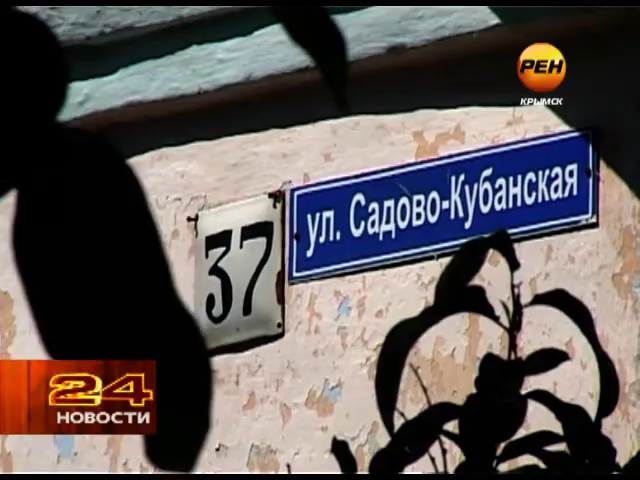 РЕН
КРЫМСК
ул. Садово-Кубанская
37
24
НОВОСТИ